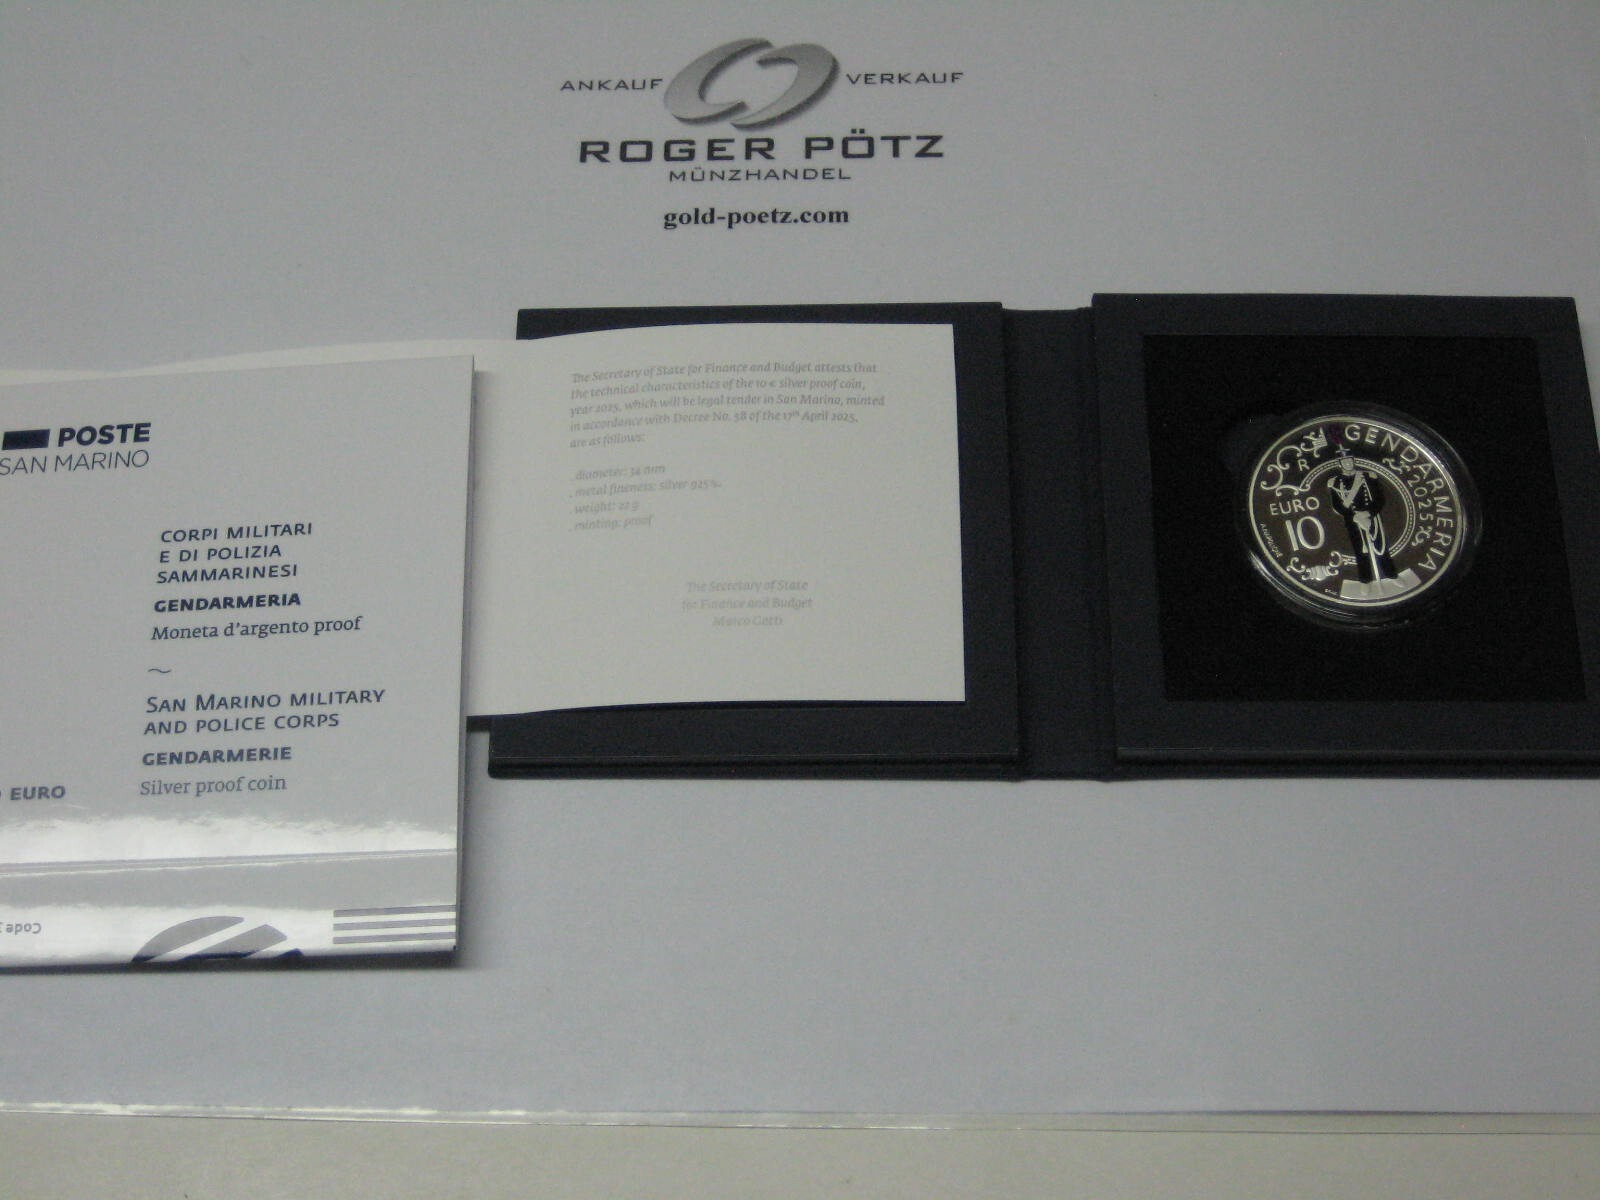 ANKAUF VERKAUF
ROGER PÖTZ
MÜNZHANDEL
gold-poetz.com
POSTE
SAN MARINO
CORPI MILITARI
E DI POLIZIA
SAMMARINESI
GENDARMERIA
Moneta d'argento proof
~
SAN MARINO MILITARY
AND POLICE CORPS
GENDARMERIE
Silver proof coin
EURO
Code
The Secretary of State for Finance and Budget attests that
the technical characteristics of the 10 € silver proof coin,
year 2025, which will be legal tender in San Marino, minted
in accordance with Decree No. 58 of the 17th April 2025,
are as follows:
. diameter: 34 mm
. metal fineness: silver 925‰
. weight: 22 g
. minting: proof
The Secretary of State
for Finance and Budget
Marco Gatti
GENDARMERIA
2025
R
EURO
10